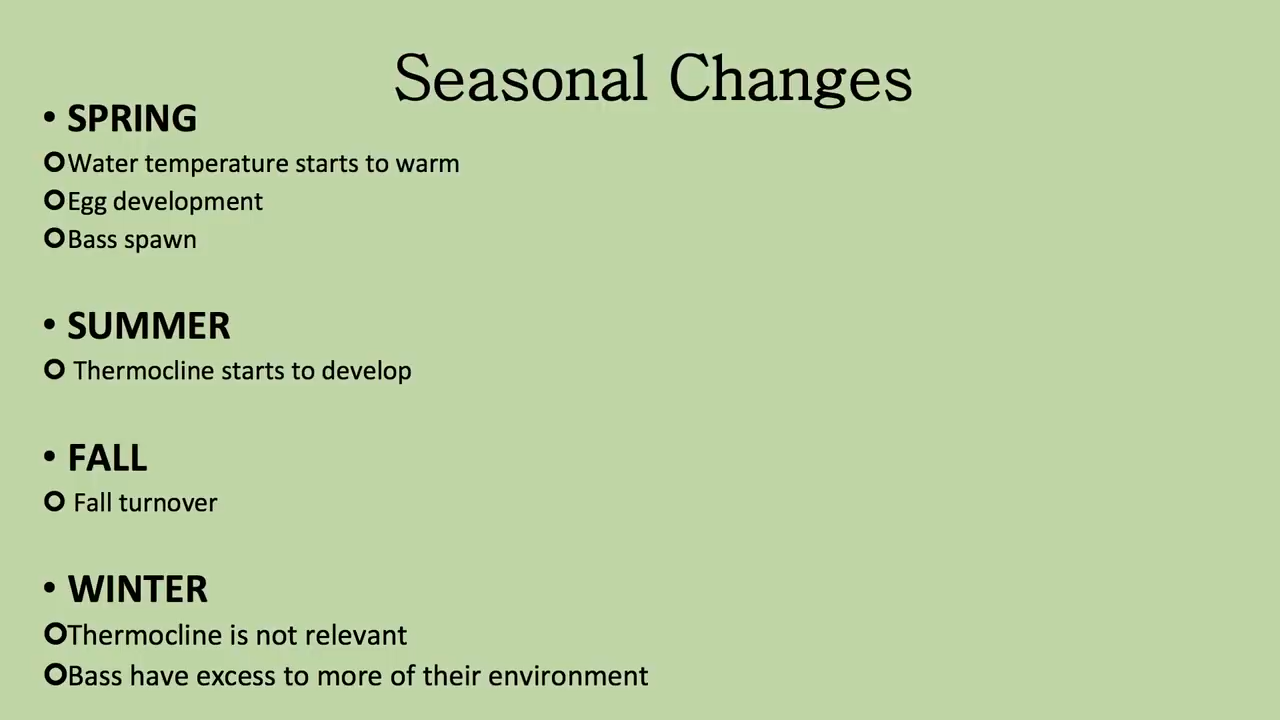 Seasonal Changes
• SPRING
Water temperature starts to warm
Egg development
Bass spawn
• SUMMER
Thermocline starts to develop
• FALL
Fall turnover
• WINTER
Thermocline is not relevant
Bass have excess to more of their environment